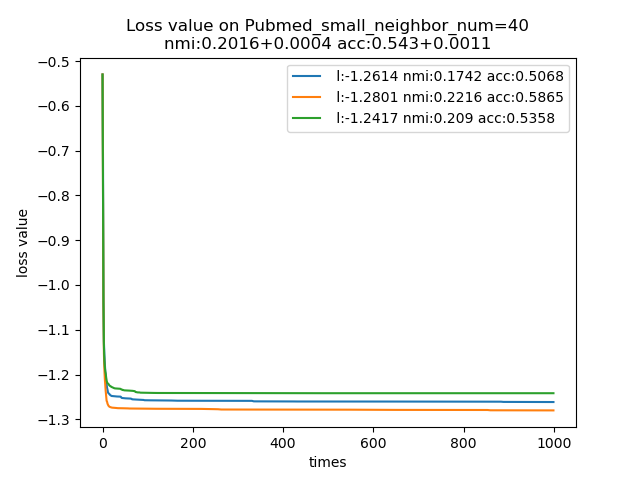 Loss value on Pubmed_small_neighbor_num=40
nmi:0.2016+0.0004 acc:0.543+0.0011
l:-1.2614 nmi:0.1742 acc:0.5068
l:-1.2801 nmi:0.2216 acc:0.5865
l:-1.2417 nmi:0.209 acc:0.5358
−0.5
−0.6
−0.7
−0.8
−0.9
−1.0
−1.1
−1.2
−1.3
loss value
0 200 400 600 800 1000
times